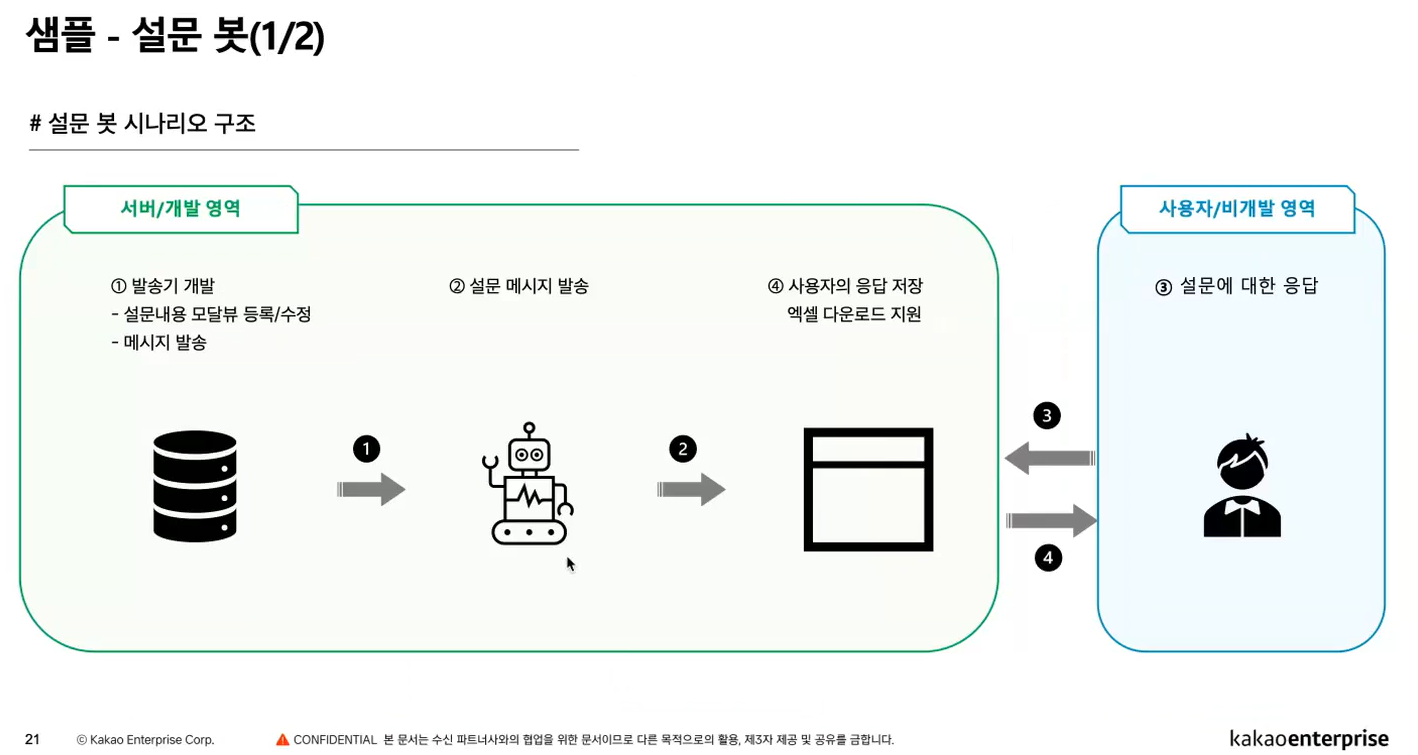 샘플 - 설문 봇(1/2)
# 설문 봇 시나리오 구조
서버/개발 영역
① 발송기 개발
- 설문내용 모달뷰 등록/수정
- 메시지 발송
② 설문 메시지 발송
④ 사용자의 응답 저장
엑셀 다운로드 지원
1
2
3
4
사용자/비개발 영역
③ 설문에 대한 응답
21
© Kakao Enterprise Corp.
CONFIDENTIAL 본 문서는 수신 파트너사와의 협업을 위한 문서이므로 다른 목적으로의 활용, 제3자 제공 및 공유를 금합니다.
kakaoenterprise